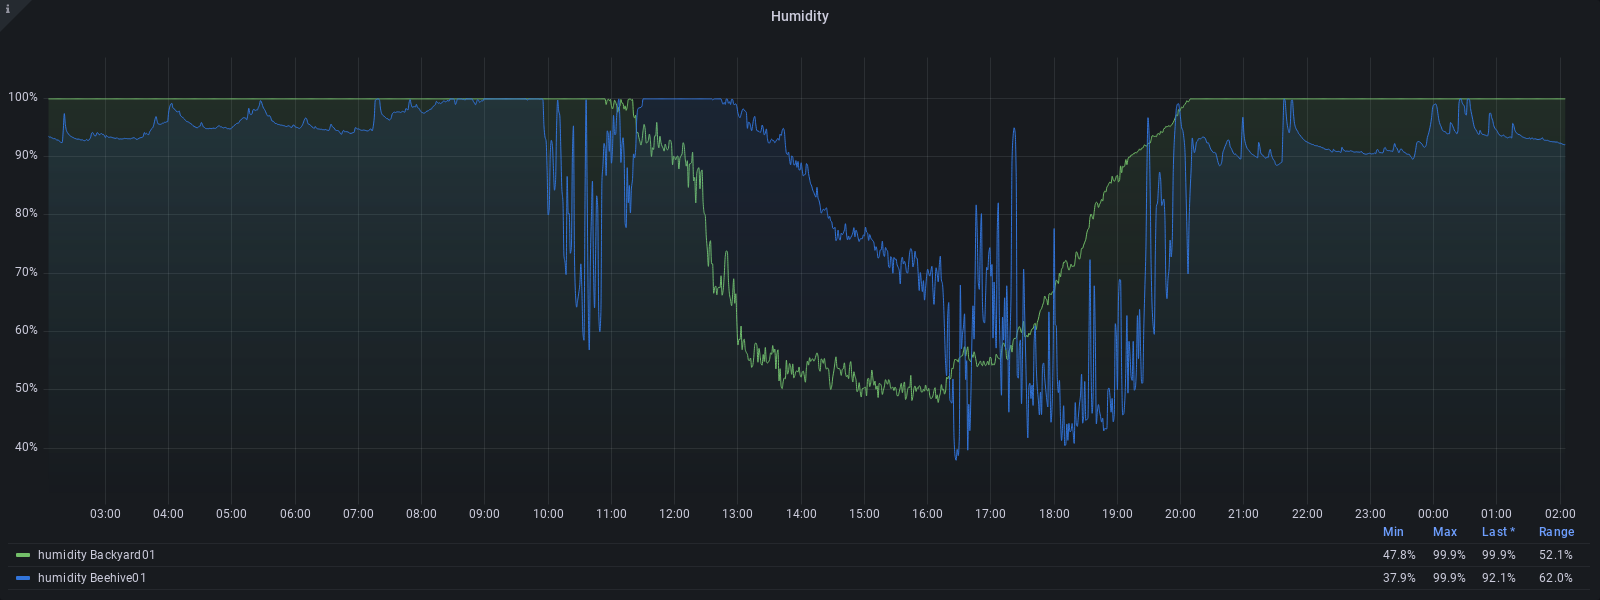 i
Humidity
100%
90%
80%
70%
60%
50%
40%
03:00 04:00 05:00 06:00 07:00 08:00 09:00 10:00 11:00 12:00 13:00 14:00 15:00 16:00 17:00 18:00 19:00 20:00 21:00 22:00 23:00 00:00 01:00 02:00
Min Max Last * Range
humidity Backyard01 47.8% 99.9% 99.9% 52.1%
humidity Beehive01 37.9% 99.9% 92.1% 62.0%